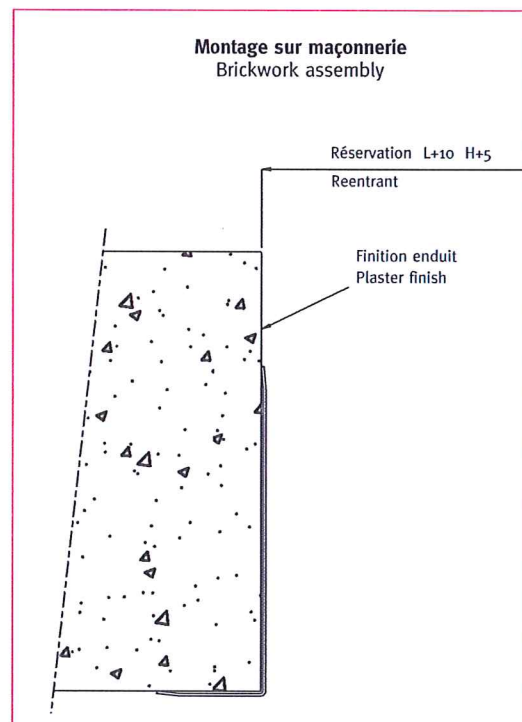 Montage sur maçonnerie
Brickwork assembly
Réservation L+10 H+5
Reentrant
Finition enduit
Plaster finish